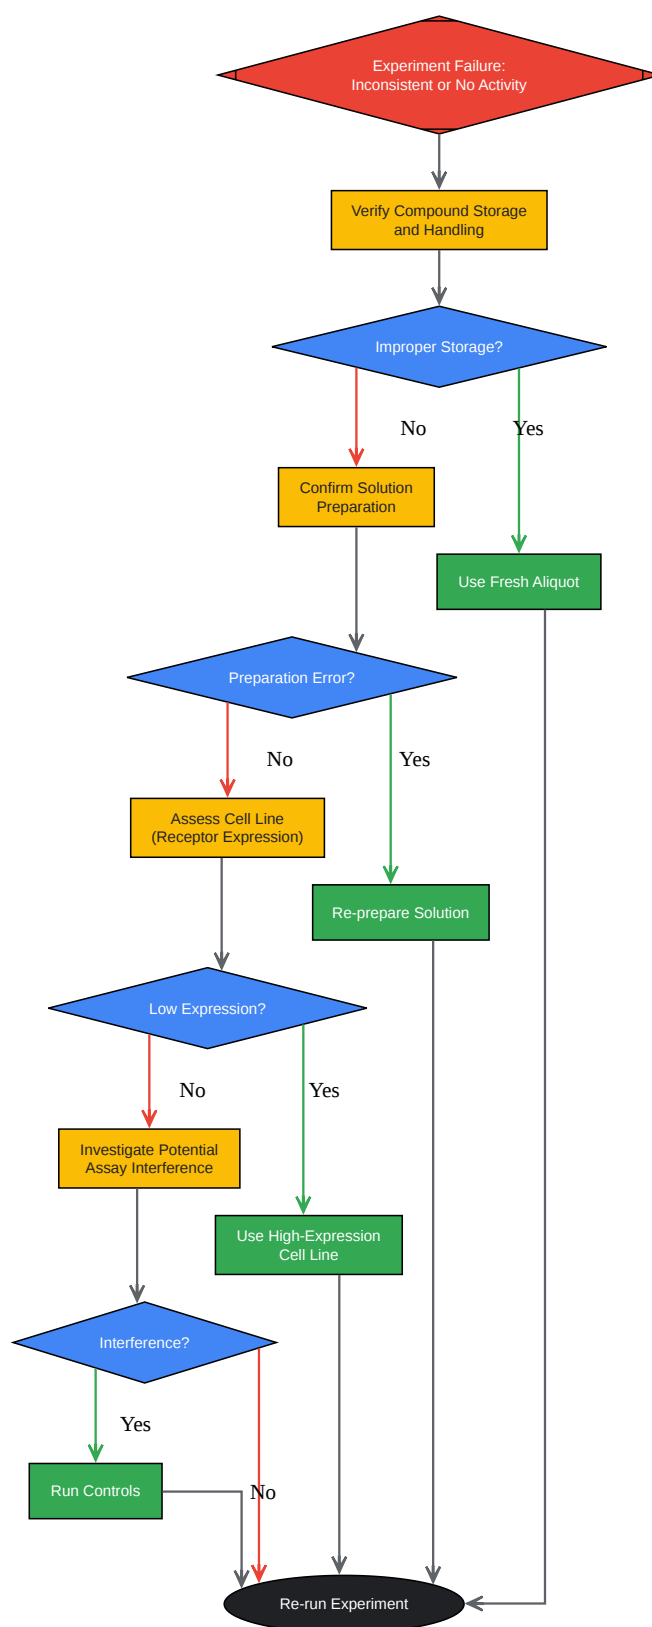 Experiment Failure:
Inconsistent or No Activity
Verify Compound Storage
and Handling
Improper Storage?
No
Yes
Confirm Solution
Preparation
Use Fresh Aliquot
Preparation Error?
No
Yes
Assess Cell Line
(Receptor Expression)
Re-prepare Solution
Low Expression?
No
Yes
Investigate Potential
Assay Interference
Use High-Expression
Cell Line
Interference?
Yes
Run Controls
No
Re-run Experiment